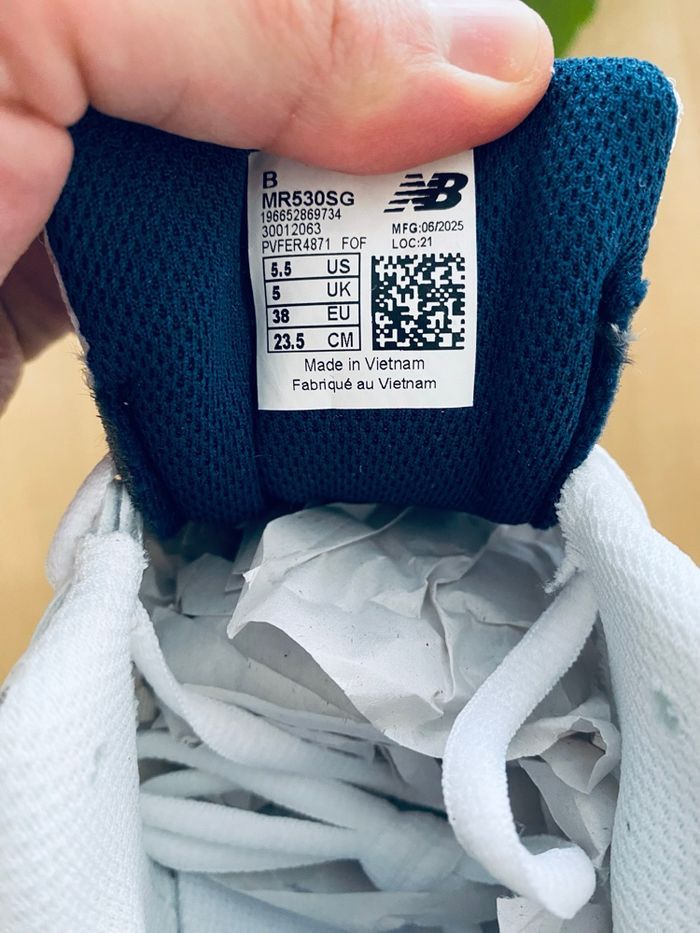 B
MR530SG
196652869734
30012063
PVFER4871 FOF
NB
MFG:06/2025
LOC:21
5.5 US
5 UK
38 EU
23.5 CM
Made in Vietnam
Fabriqué au Vietnam